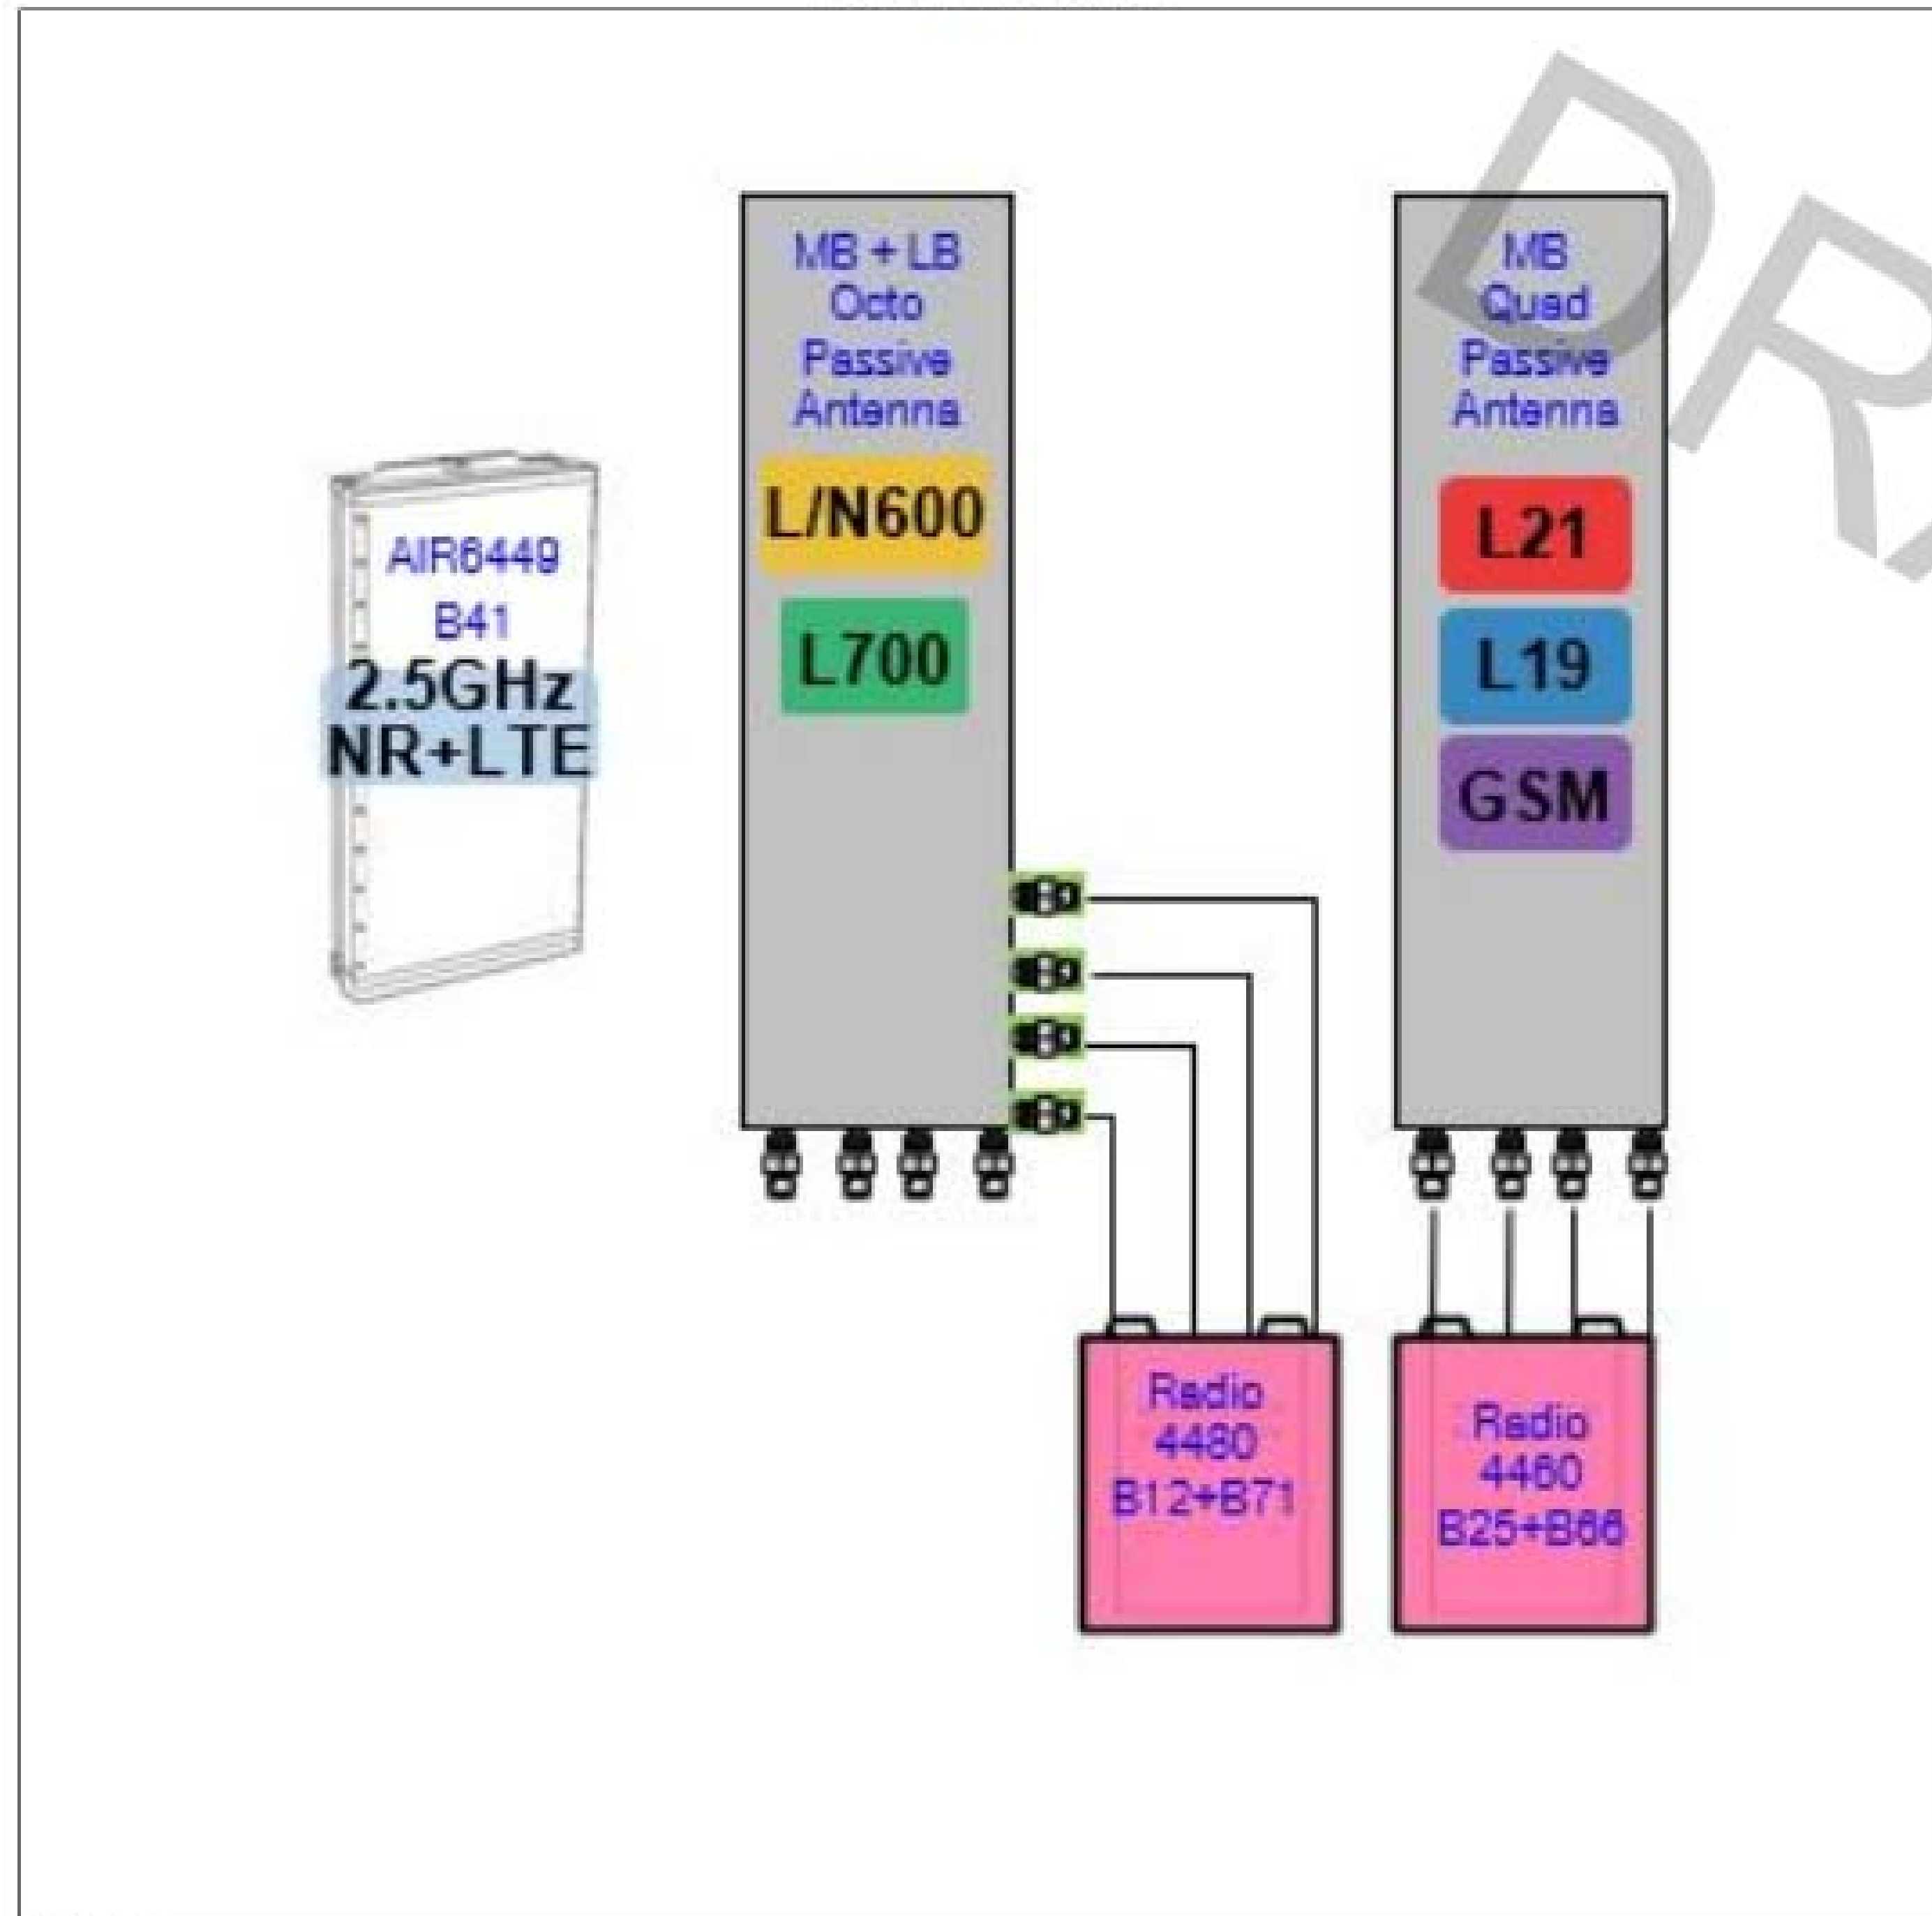 AIR6449
B41
2.5GHz
NR+LTE
MB + LB
Octo
Passive
Antenna
L/N600
L700
MB
Quad
Passive
Antenna
L21
L19
GSM
Radio
4480
B12+B71
Radio
4460
B25+B66
DR